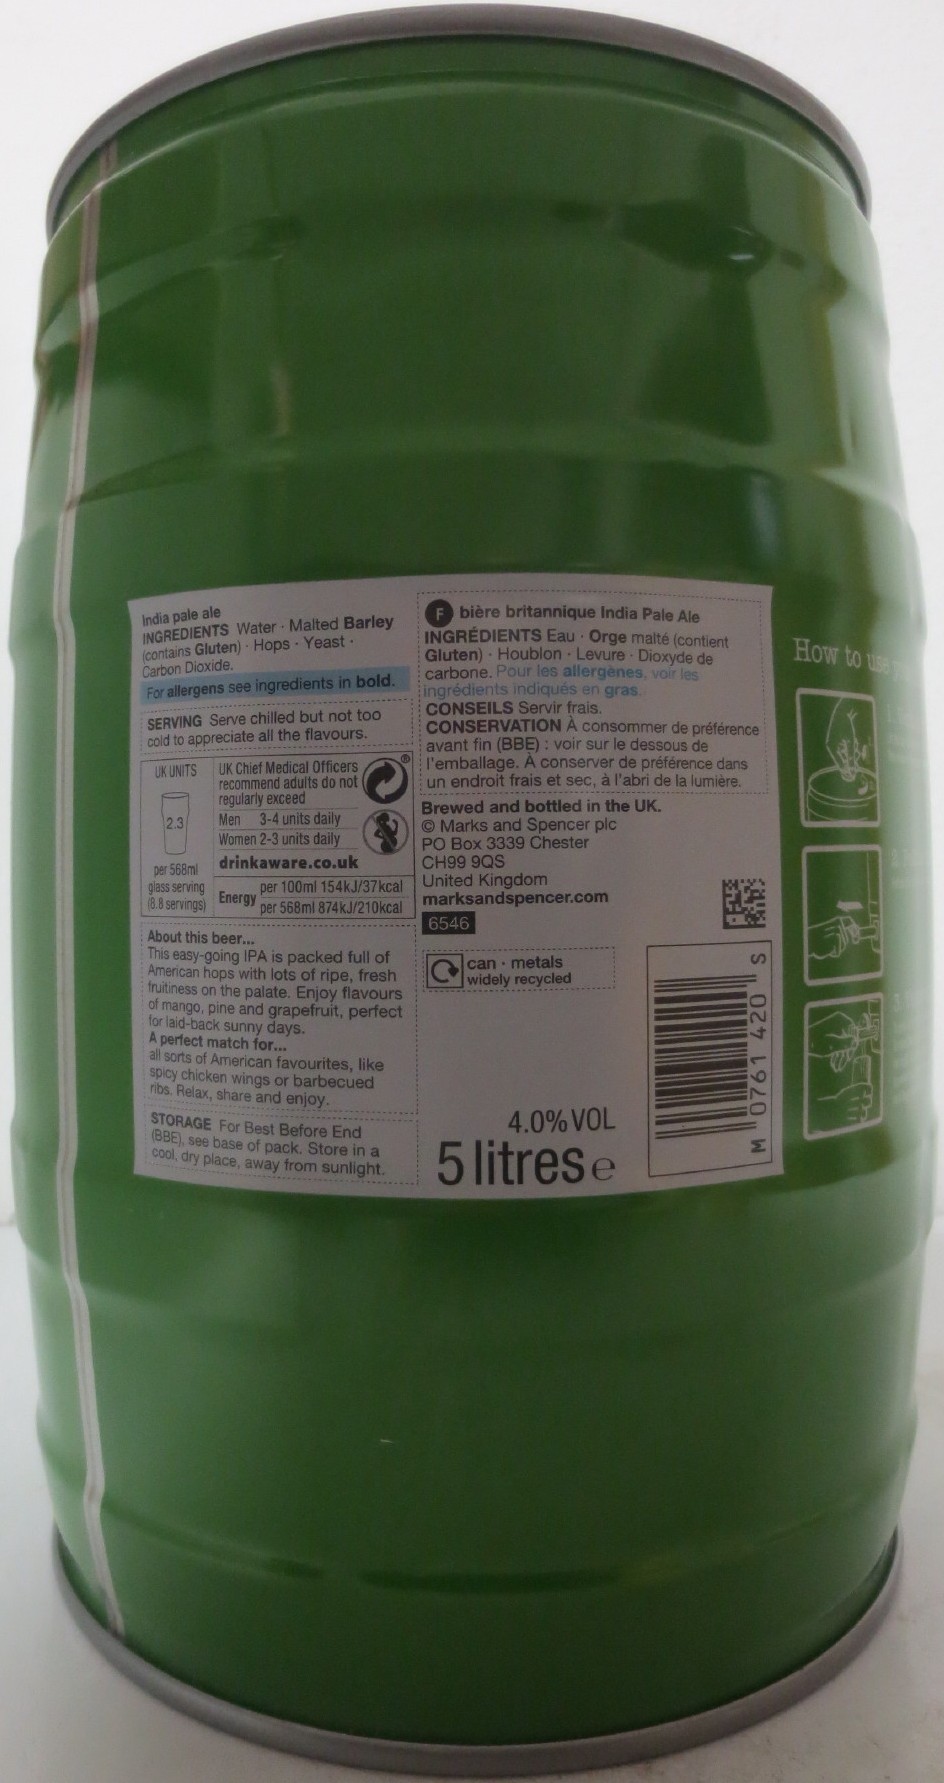 India pale ale
INGREDIENTS Water · Malted Barley
(contains Gluten) · Hops · Yeast ·
Carbon Dioxide.
For allergens see ingredients in bold.
SERVING Serve chilled but not too
cold to appreciate all the flavours.
UK UNITS
2.3
per 568ml
glass serving
(8.8 servings)
UK Chief Medical Officers
recommend adults do not
regularly exceed
Men 3-4 units daily
Women 2-3 units daily
drinkaware.co.uk
Energy
per 100ml 154kJ/37kcal
per 568ml 874kJ/210kcal
®
About this beer...
This easy-going IPA is packed full of
American hops with lots of ripe, fresh
fruitiness on the palate. Enjoy flavours
of mango, pine and grapefruit, perfect
for laid-back sunny days.
A perfect match for...
all sorts of American favourites, like
spicy chicken wings or barbecued
ribs. Relax, share and enjoy.
STORAGE For Best Before End
(BBE), see base of pack. Store in a
cool, dry place, away from sunlight.
F bière britannique India Pale Ale
INGRÉDIENTS Eau · Orge malté (contient
Gluten) · Houblon · Levure · Dioxyde de
carbone. Pour les allergènes, voir les
ingrédients indiqués en gras.
CONSEILS Servir frais.
CONSERVATION À consommer de préférence
avant fin (BBE) : voir sur le dessous de
l'emballage. À conserver de préférence dans
un endroit frais et sec, à l'abri de la lumière.
Brewed and bottled in the UK.
© Marks and Spencer plc
PO Box 3339 Chester
CH99 9QS
United Kingdom
marksandspencer.com
6546
can · metals
widely recycled
4.0% VOL
5 litres e
M 0761 420 S
How to use